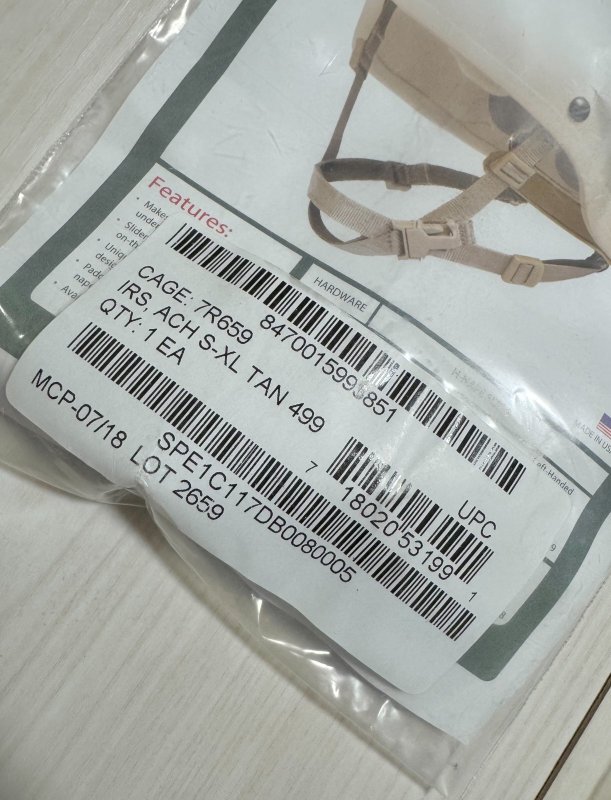 Features:
HARDWARE
CAGE: 7R659
IRS, ACH S-XL TAN 499
QTY: 1 EA
UPC
7 18020 53199 1
SPE1C117DB0080005
MCP-07/18 LOT 2659
MADE IN USA